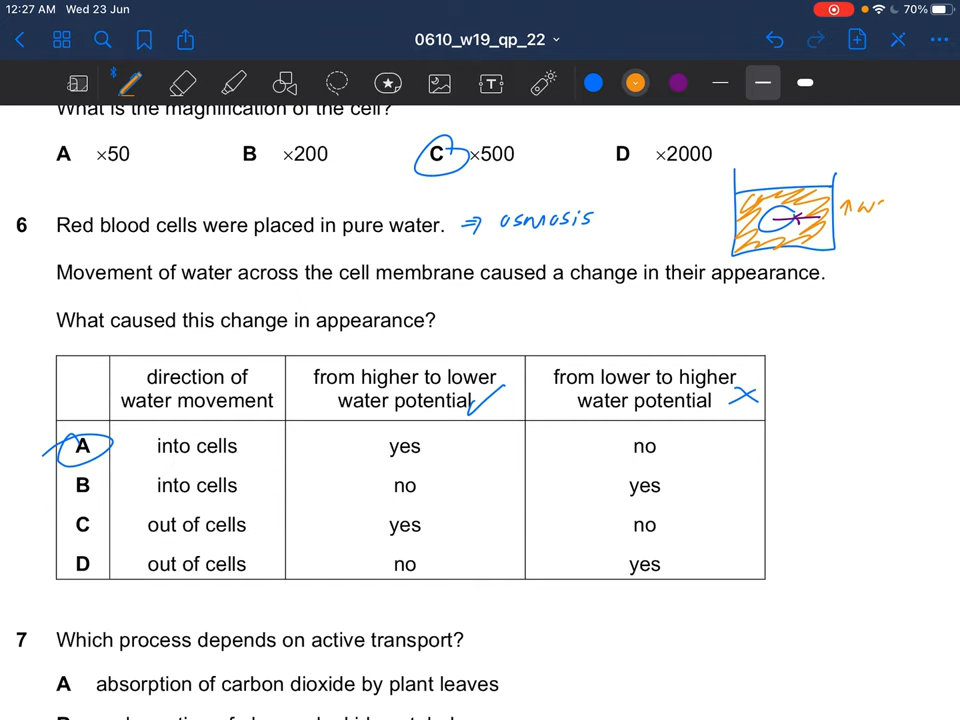 12:27 AM Wed 23 Jun 70%
0610_w19_qp_22
What is the magnification of the cell?
A ×50 B ×200 C ×500 D ×2000
6 Red blood cells were placed in pure water. ⇒ osmosis
Movement of water across the cell membrane caused a change in their appearance.
What caused this change in appearance?
direction of water movement from higher to lower water potential from lower to higher water potential
A into cells yes no
B into cells no yes
C out of cells yes no
D out of cells no yes
7 Which process depends on active transport?
A absorption of carbon dioxide by plant leaves